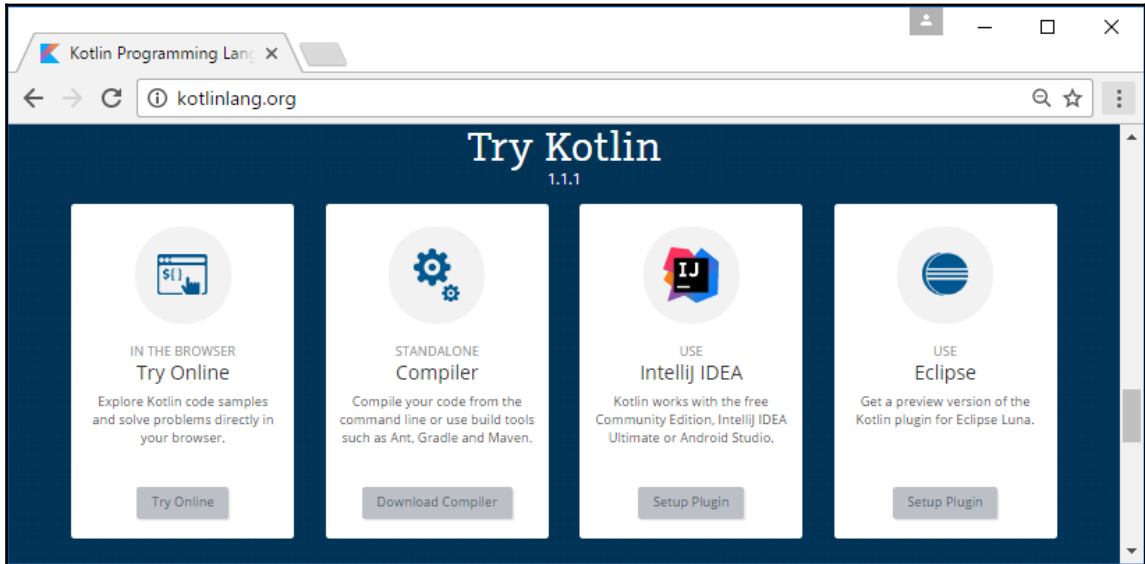 Kotlin Programming Lang
kotlinlang.org
Try Kotlin
1.1.1
${}
IN THE BROWSER
Try Online
Explore Kotlin code samples
and solve problems directly in
your browser.
Try Online
STANDALONE
Compiler
Compile your code from the
command line or use build tools
such as Ant, Gradle and Maven.
Download Compiler
IJ
USE
IntelliJ IDEA
Kotlin works with the free
Community Edition, IntelliJ IDEA
Ultimate or Android Studio.
Setup Plugin
USE
Eclipse
Get a preview version of the
Kotlin plugin for Eclipse Luna.
Setup Plugin